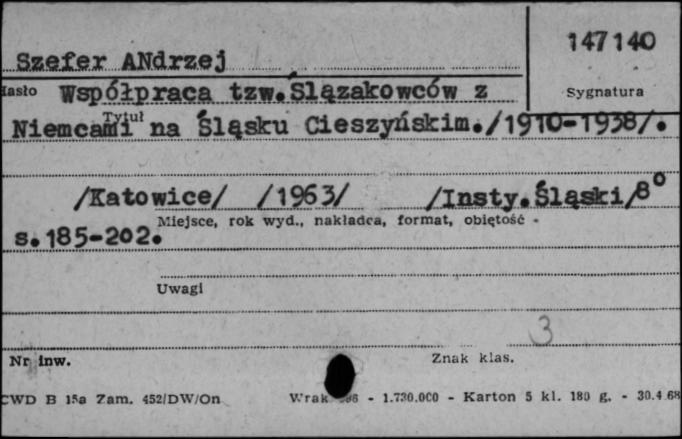 147140
Szefer ANdrzej
Hasło Współpraca tzw.Ślązakowców z
Sygnatura
Tytuł
Niemcami na Śląsku Cieszyńskim./1910-1938/.
/Katowice/ /1963/ /Insty.Śląski/8°
Miejsce, rok wyd., nakładca, format, objętość
s.185-202.
Uwagi
3
Nr inw. Znak klas.
CWD B 15a Zam. 452/DW/On - 1.730.000 - Karton 5 kl. 180 g. - 30.4.68